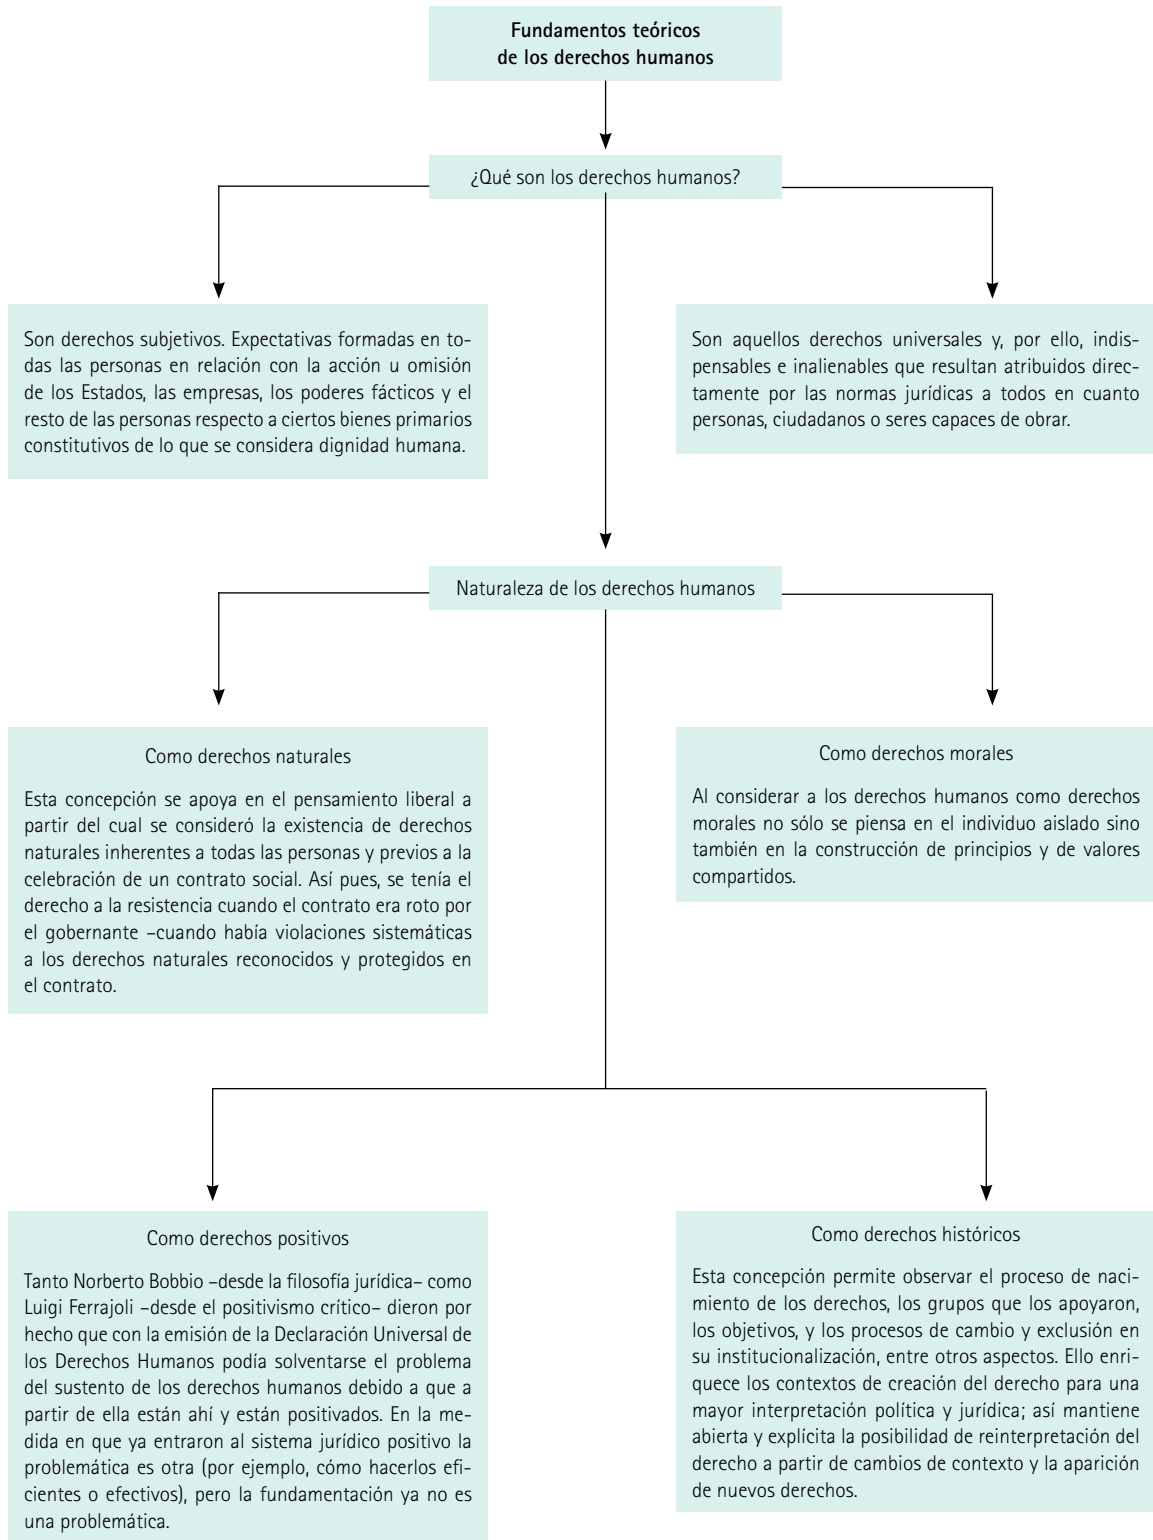 Fundamentos teóricos
de los derechos humanos
¿Qué son los derechos humanos?
Son derechos subjetivos. Expectativas formadas en to-
das las personas en relación con la acción u omisión
de los Estados, las empresas, los poderes fácticos y el
resto de las personas respecto a ciertos bienes primarios
constitutivos de lo que se considera dignidad humana.
Son aquellos derechos universales y, por ello, indis-
pensables e inalienables que resultan atribuidos direc-
tamente por las normas jurídicas a todos en cuanto
personas, ciudadanos o seres capaces de obrar.
Naturaleza de los derechos humanos
Como derechos naturales
Esta concepción se apoya en el pensamiento liberal a
partir del cual se consideró la existencia de derechos
naturales inherentes a todas las personas y previos a la
celebración de un contrato social. Así pues, se tenía el
derecho a la resistencia cuando el contrato era roto por
el gobernante –cuando había violaciones sistemáticas
a los derechos naturales reconocidos y protegidos en
el contrato.
Como derechos morales
Al considerar a los derechos humanos como derechos
morales no sólo se piensa en el individuo aislado sino
también en la construcción de principios y de valores
compartidos.
Como derechos positivos
Tanto Norberto Bobbio –desde la filosofía jurídica– como
Luigi Ferrajoli –desde el positivismo crítico– dieron por
hecho que con la emisión de la Declaración Universal de
los Derechos Humanos podía solventarse el problema
del sustento de los derechos humanos debido a que a
partir de ella están ahí y están positivados. En la me-
dida en que ya entraron al sistema jurídico positivo la
problemática es otra (por ejemplo, cómo hacerlos efi-
cientes o efectivos), pero la fundamentación ya no es
una problemática.
Como derechos históricos
Esta concepción permite observar el proceso de naci-
miento de los derechos, los grupos que los apoyaron,
los objetivos, y los procesos de cambio y exclusión en
su institucionalización, entre otros aspectos. Ello enri-
quece los contextos de creación del derecho para una
mayor interpretación política y jurídica; así mantiene
abierta y explícita la posibilidad de reinterpretación del
derecho a partir de cambios de contexto y la aparición
de nuevos derechos.